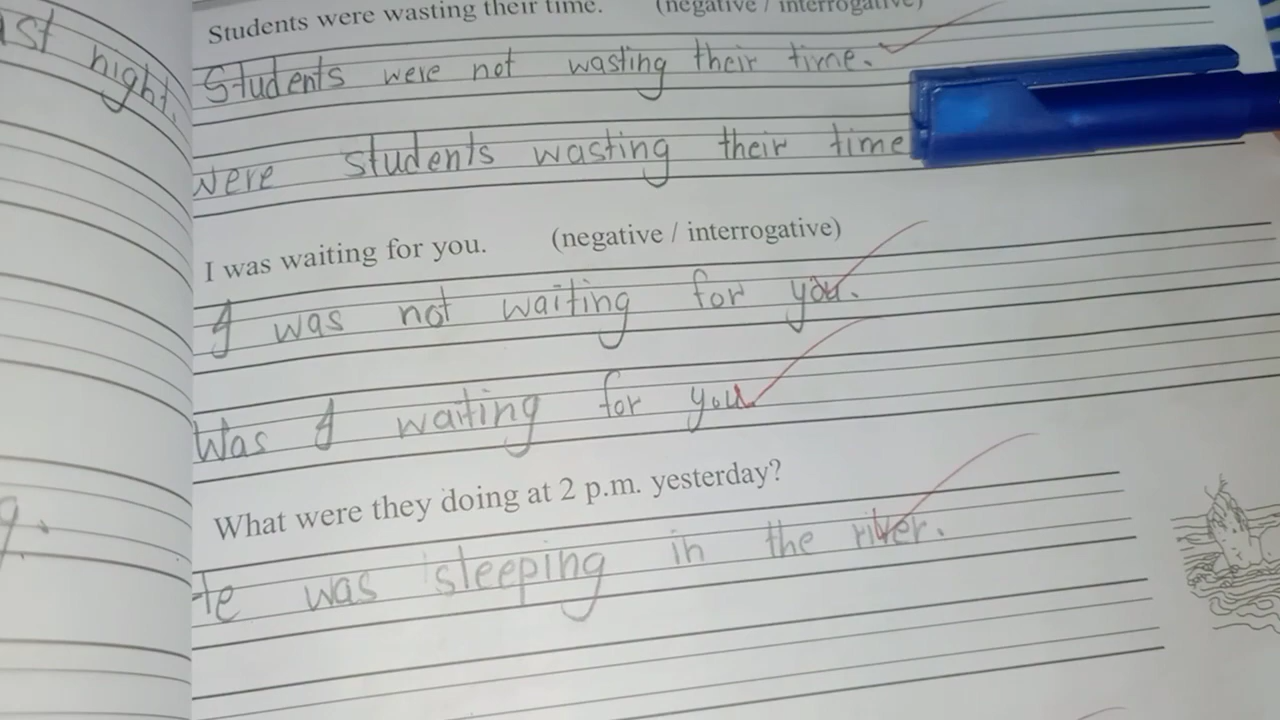 Students were wasting their time. (negative / interrogative)
Students were not wasting their time.
Were students wasting their time
I was waiting for you. (negative / interrogative)
I was not waiting for you.
Was I waiting for you
What were they doing at 2 p.m. yesterday?
He was sleeping in the river.
night.